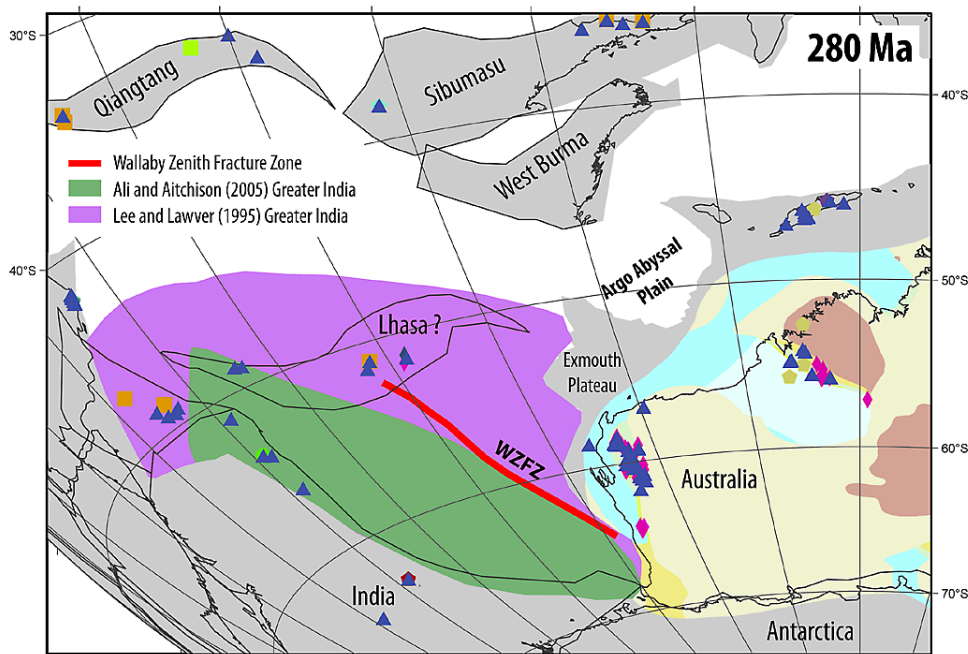 280 Ma
30°S
40°S
40°S
50°S
60°S
70°S
Qiangtang
Sibumasu
West Burma
Wallaby Zenith Fracture Zone
Ali and Aitchison (2005) Greater India
Lee and Lawver (1995) Greater India
Argo Abyssal
Plain
Lhasa ?
Exmouth
Plateau
WZFZ
Australia
India
Antarctica